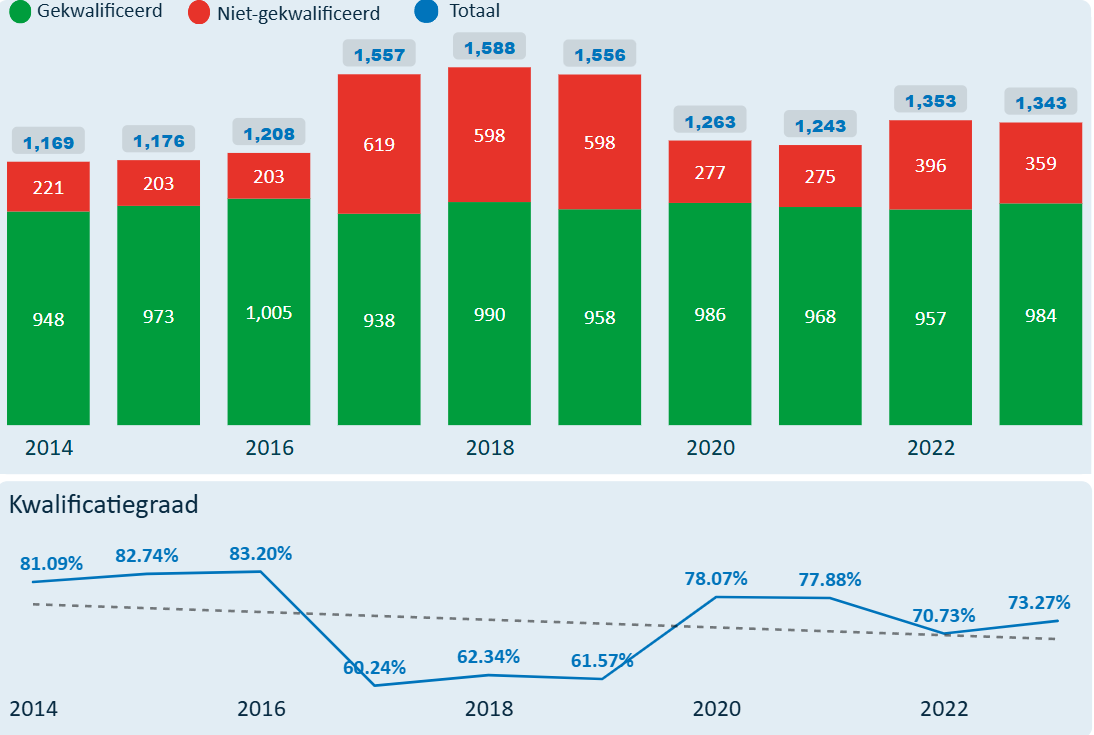 Gekwalificeerd Niet-gekwalificeerd Totaal
1,169 1,176 1,208 1,557 1,588 1,556 1,263 1,243 1,353 1,343
221 203 203 619 598 598 277 275 396 359
948 973 1,005 938 990 958 986 968 957 984
2014 2016 2018 2020 2022
Kwalificatiegraad
81.09% 82.74% 83.20% 60.24% 62.34% 61.57% 78.07% 77.88% 70.73% 73.27%
2014 2016 2018 2020 2022